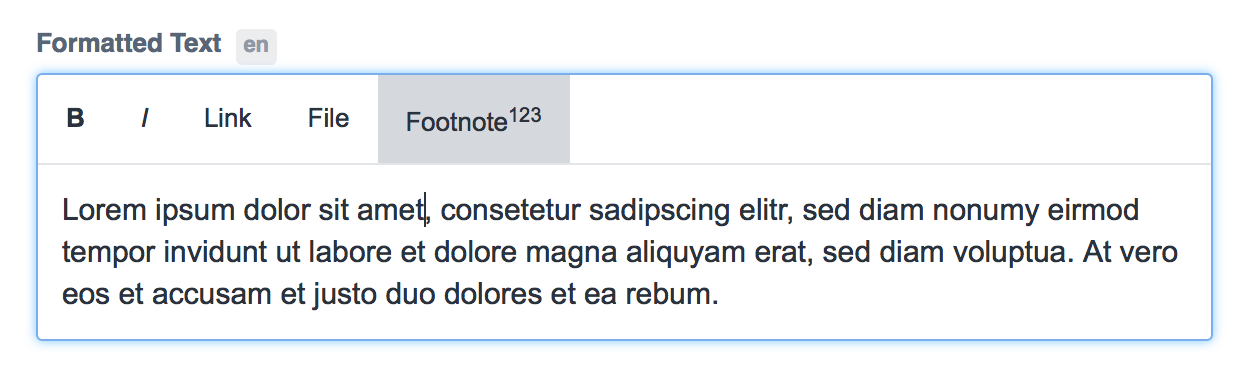 Formatted Text en
B I Link File Footnote123
Lorem ipsum dolor sit amet, consetetur sadipscing elitr, sed diam nonumy eirmod
tempor invidunt ut labore et dolore magna aliquyam erat, sed diam voluptua. At vero
eos et accusam et justo duo dolores et ea rebum.